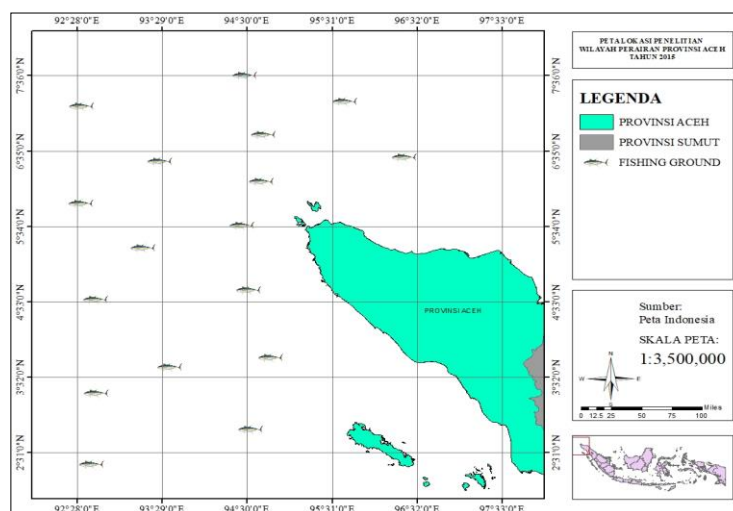 92°28'0"E 93°29'0"E 94°30'0"E 95°31'0"E 96°32'0"E 97°33'0"E
7°36'0"N 7°36'0"N
6°35'0"N 6°35'0"N
5°34'0"N 5°34'0"N
4°33'0"N 4°33'0"N
3°32'0"N 3°32'0"N
2°31'0"N 2°31'0"N
PROVINSI ACEH
92°28'0"E 93°29'0"E 94°30'0"E 95°31'0"E 96°32'0"E 97°33'0"E
PETA LOKASI PENELITIAN
WILAYAH PERAIRAN PROVINSI ACEH
TAHUN 2015
LEGENDA
PROVINSI ACEH
PROVINSI SUMUT
FISHING GROUND
Sumber:
Peta Indonesia
SKALA PETA:
1:3,500,000
N
W E
S
0 12.5 25 50 75 100
Miles